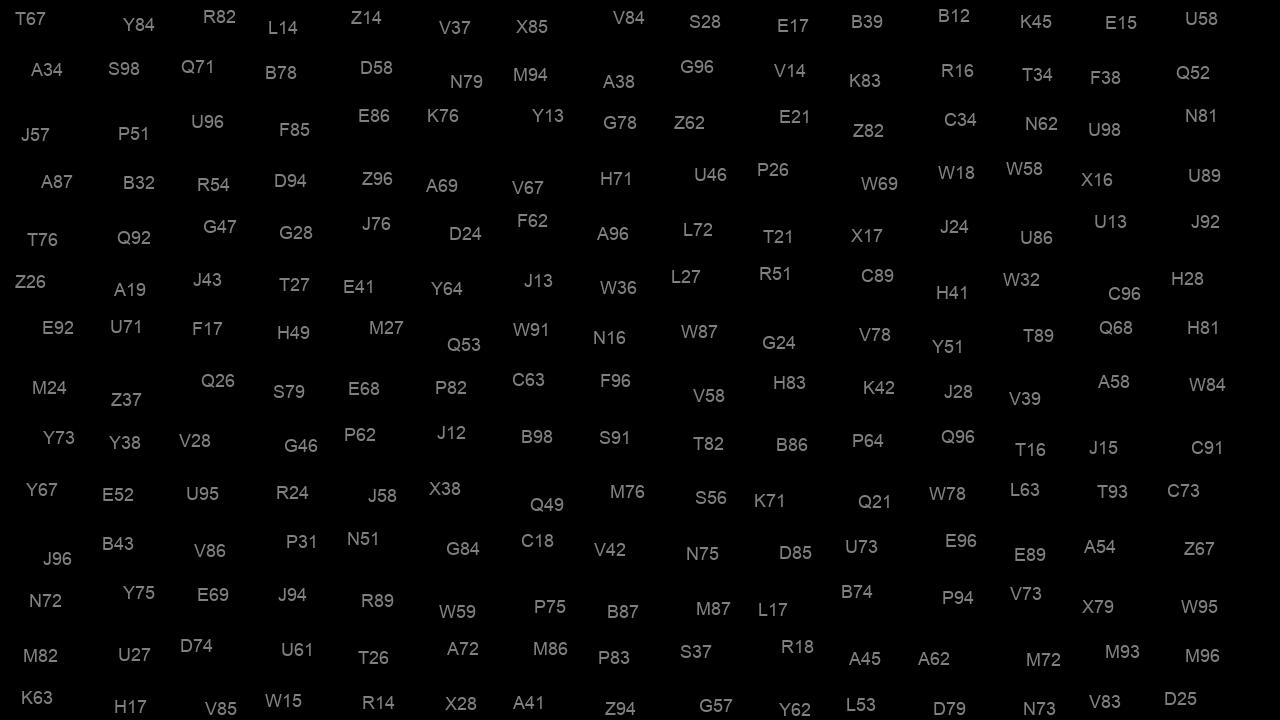 T67 Y84 R82 L14 Z14 V37 X85 V84 S28 E17 B39 B12 K45 E15 U58
A34 S98 Q71 B78 D58 N79 M94 A38 G96 V14 K83 R16 T34 F38 Q52
J57 P51 U96 F85 E86 K76 Y13 G78 Z62 E21 Z82 C34 N62 U98 N81
A87 B32 R54 D94 Z96 A69 V67 H71 U46 P26 W69 W18 W58 X16 U89
T76 Q92 G47 G28 J76 D24 F62 A96 L72 T21 X17 J24 U86 U13 J92
Z26 A19 J43 T27 E41 Y64 J13 W36 L27 R51 C89 H41 W32 C96 H28
E92 U71 F17 H49 M27 Q53 W91 N16 W87 G24 V78 Y51 T89 Q68 H81
M24 Z37 Q26 S79 E68 P82 C63 F96 V58 H83 K42 J28 V39 A58 W84
Y73 Y38 V28 G46 P62 J12 B98 S91 T82 B86 P64 Q96 T16 J15 C91
Y67 E52 U95 R24 J58 X38 Q49 M76 S56 K71 Q21 W78 L63 T93 C73
J96 B43 V86 P31 N51 G84 C18 V42 N75 D85 U73 E96 E89 A54 Z67
N72 Y75 E69 J94 R89 W59 P75 B87 M87 L17 B74 P94 V73 X79 W95
M82 U27 D74 U61 T26 A72 M86 P83 S37 R18 A45 A62 M72 M93 M96
K63 H17 V85 W15 R14 X28 A41 Z94 G57 Y62 L53 D79 N73 V83 D25